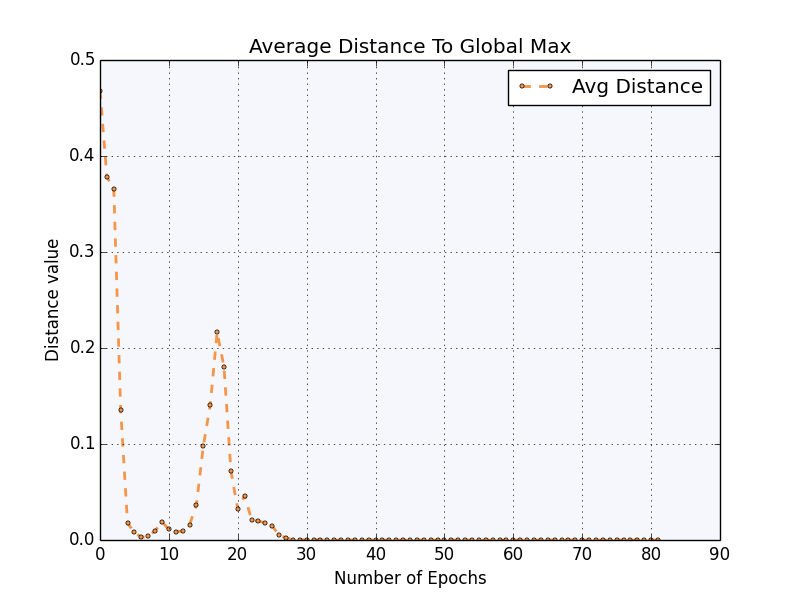 Average Distance To Global Max
Avg Distance
0.5
0.4
0.3
0.2
0.1
0.0
Distance value
0 10 20 30 40 50 60 70 80 90
Number of Epochs